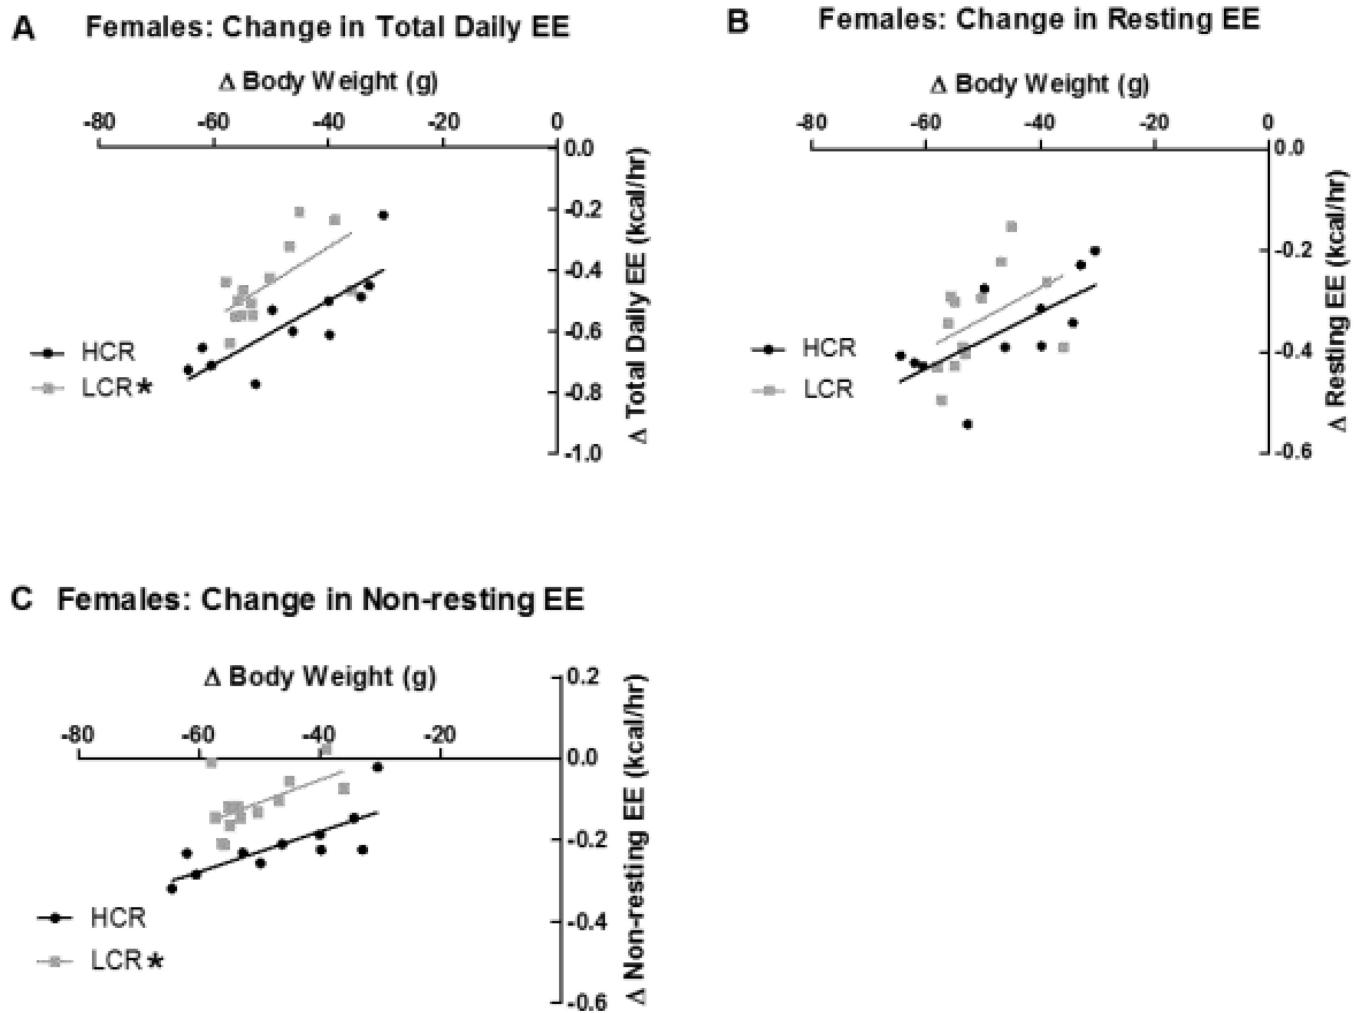 A Females: Change in Total Daily EE
Δ Body Weight (g)
-80 -60 -40 -20 0
0.0
-0.2
-0.4
-0.6
-0.8
-1.0
Δ Total Daily EE (kcal/hr)
HCR
LCR*
B Females: Change in Resting EE
Δ Body Weight (g)
-80 -60 -40 -20 0
0.0
-0.2
-0.4
-0.6
Δ Resting EE (kcal/hr)
HCR
LCR
C Females: Change in Non-resting EE
Δ Body Weight (g)
-80 -60 -40 -20
0.2
0.0
-0.2
-0.4
-0.6
Δ Non-resting EE (kcal/hr)
HCR
LCR*